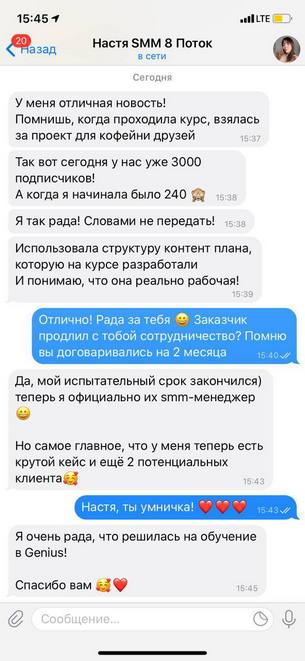 15:45
LTE
20
Назад
Настя SMM 8 Поток
в сети
Сегодня
У меня отличная новость!
Помнишь, когда проходила курс, взялась
за проект для кофейни друзей
15:37
Так вот сегодня у нас уже 3000
подписчиков!
А когда я начинала было 240 🙈
15:38
Я так рада! Словами не передать!
15:38
Использовала структуру контент плана,
которую на курсе разработали
И понимаю, что она реально рабочая!
15:39
Отлично! Рада за тебя 😀 Заказчик
продлил с тобой сотрудничество? Помню
вы договаривались на 2 месяца
15:40
Да, мой испытательный срок закончился)
теперь я официально их smm-менеджер
😀
Но самое главное, что у меня теперь есть
крутой кейс и ещё 2 потенциальных
клиента🥰
15:43
Настя, ты умничка! ❤️❤️❤️
15:43
Я очень рада, что решилась на обучение
в Genius!
Спасибо вам 🥰❤️
15:45
Сообщение...